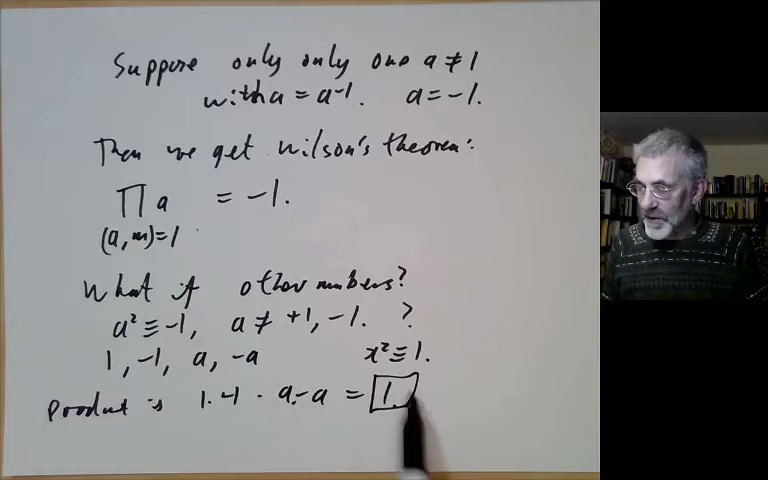 Suppose only only one a ≠ 1
with a = a⁻¹. a = -1.
Then we get Wilson's theorem:
∏ a = -1.
(a, m) = 1
What if other numbers?
a² ≡ -1, a ≠ +1, -1. ?
1, -1, a, -a x² ≡ 1.
product is 1 · -1 · a · -a = 1.